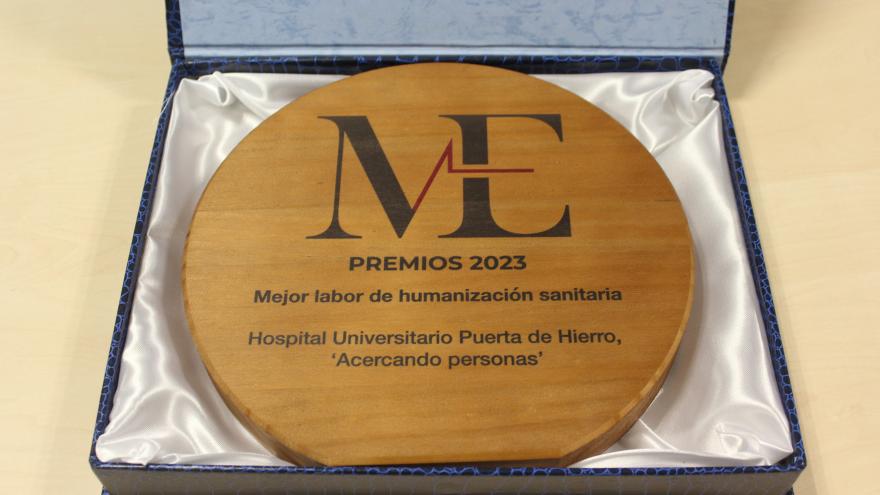 ME
PREMIOS 2023
Mejor labor de humanización sanitaria
Hospital Universitario Puerta de Hierro,
‘Acercando personas’